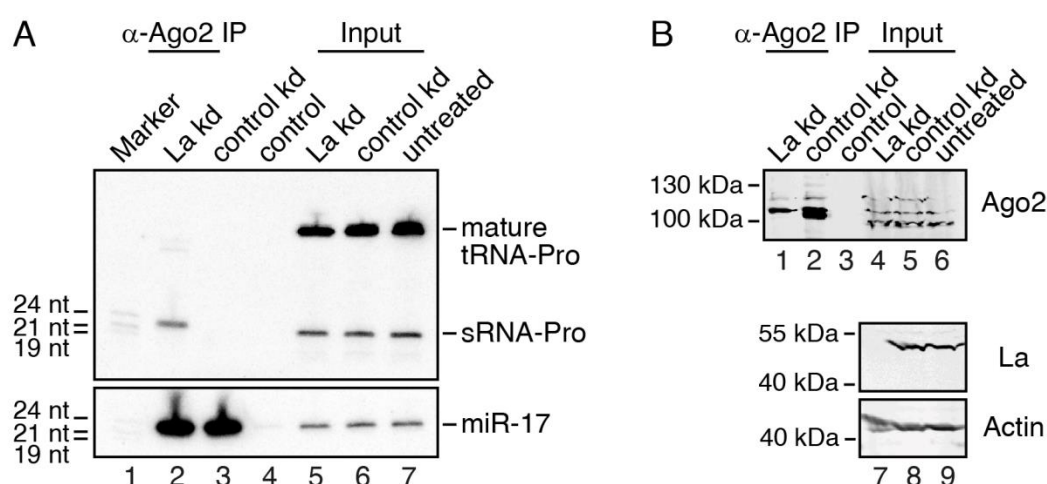 A
α-Ago2 IP
Input
Marker
La kd
control kd
control
La kd
control kd
untreated
mature
tRNA-Pro
24 nt
21 nt
19 nt
sRNA-Pro
24 nt
21 nt
19 nt
miR-17
1 2 3 4 5 6 7
B
α-Ago2 IP
Input
La kd
control kd
control
La kd
control kd
untreated
130 kDa
100 kDa
Ago2
1 2 3 4 5 6
55 kDa
40 kDa
La
40 kDa
Actin
7 8 9